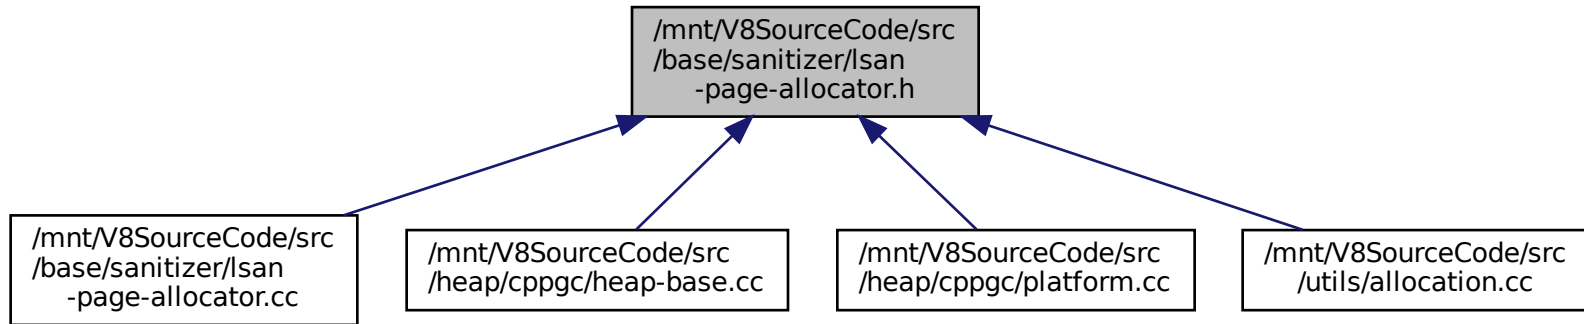 /mnt/V8SourceCode/src
/base/sanitizer/lsan
-page-allocator.h
/mnt/V8SourceCode/src
/base/sanitizer/lsan
-page-allocator.cc
/mnt/V8SourceCode/src
/heap/cppgc/heap-base.cc
/mnt/V8SourceCode/src
/heap/cppgc/platform.cc
/mnt/V8SourceCode/src
/utils/allocation.cc